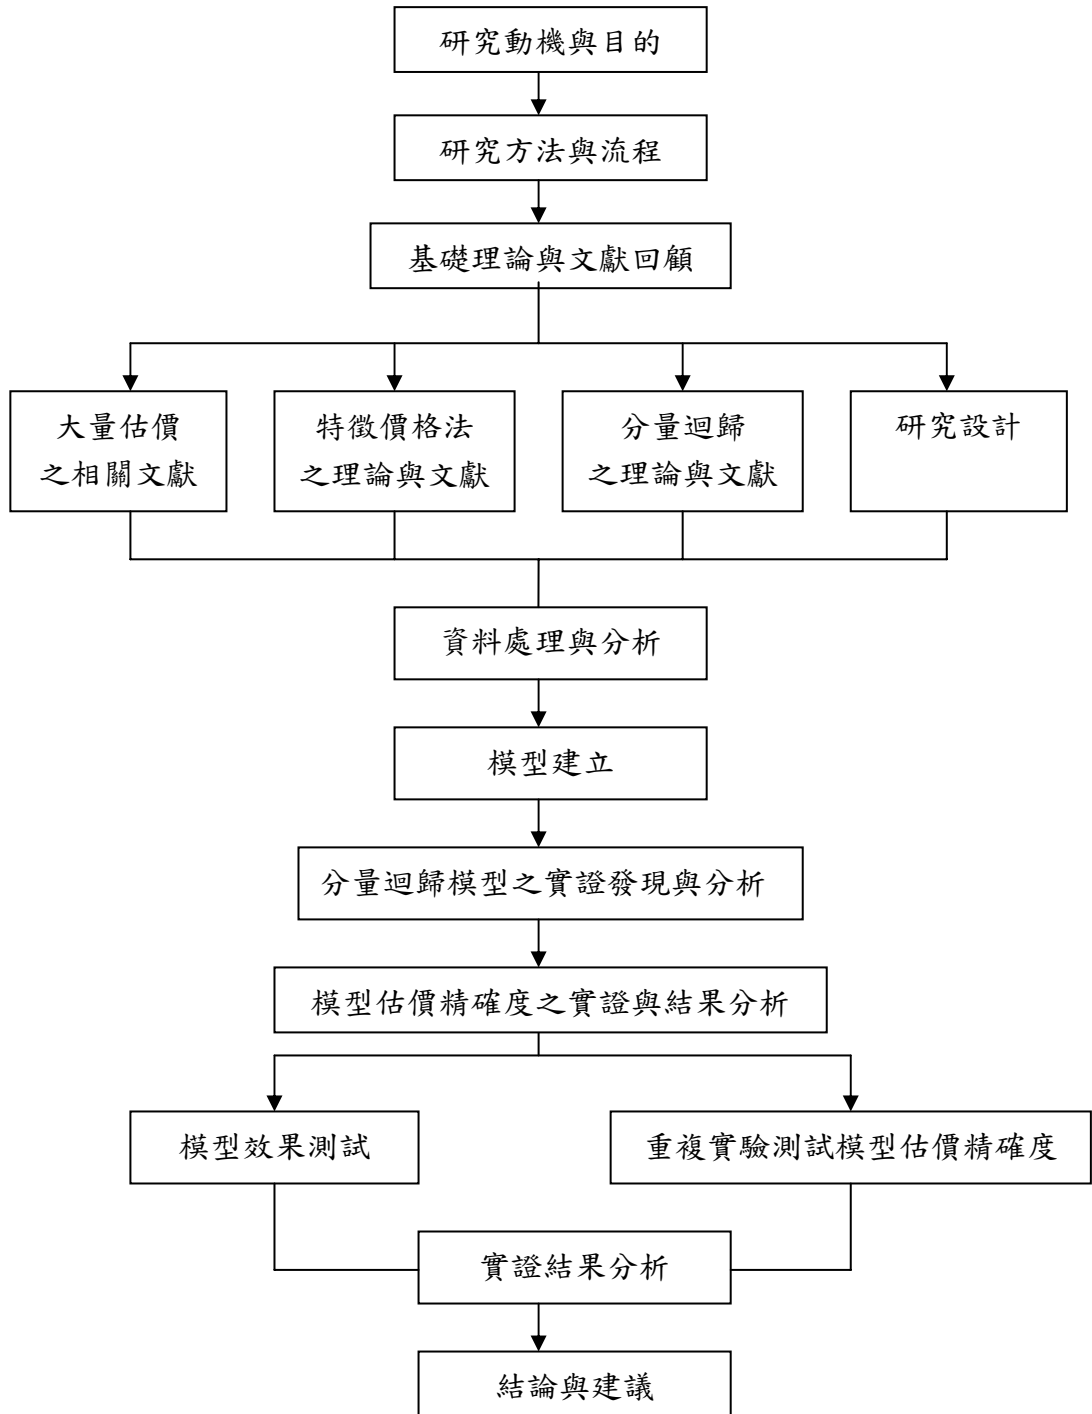 研究動機與目的
研究方法與流程
基礎理論與文獻回顧
大量估價
之相關文獻
特徵價格法
之理論與文獻
分量迴歸
之理論與文獻
研究設計
資料處理與分析
模型建立
分量迴歸模型之實證發現與分析
模型估價精確度之實證與結果分析
模型效果測試
重複實驗測試模型估價精確度
實證結果分析
結論與建議